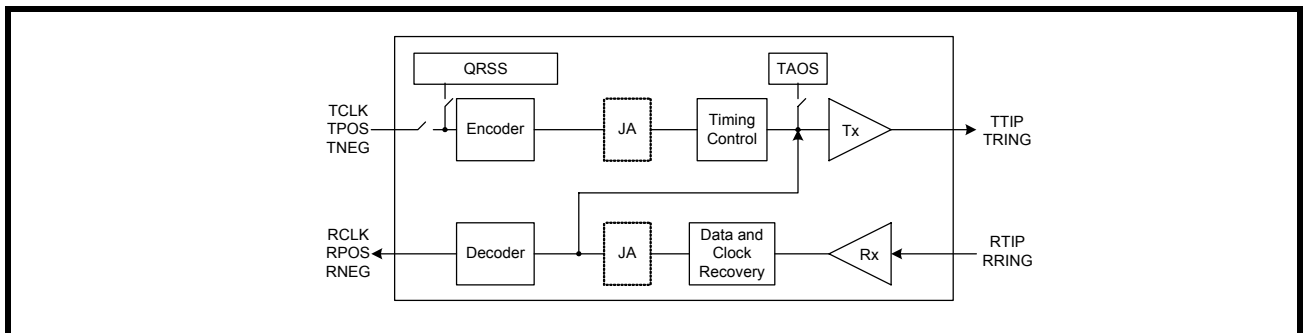 QRSS
TAOS
TCLK
TPOS
TNEG
Encoder
JA
Timing
Control
Tx
TTIP
TRING
RCLK
RPOS
RNEG
Decoder
JA
Data and
Clock
Recovery
Rx
RTIP
RRING